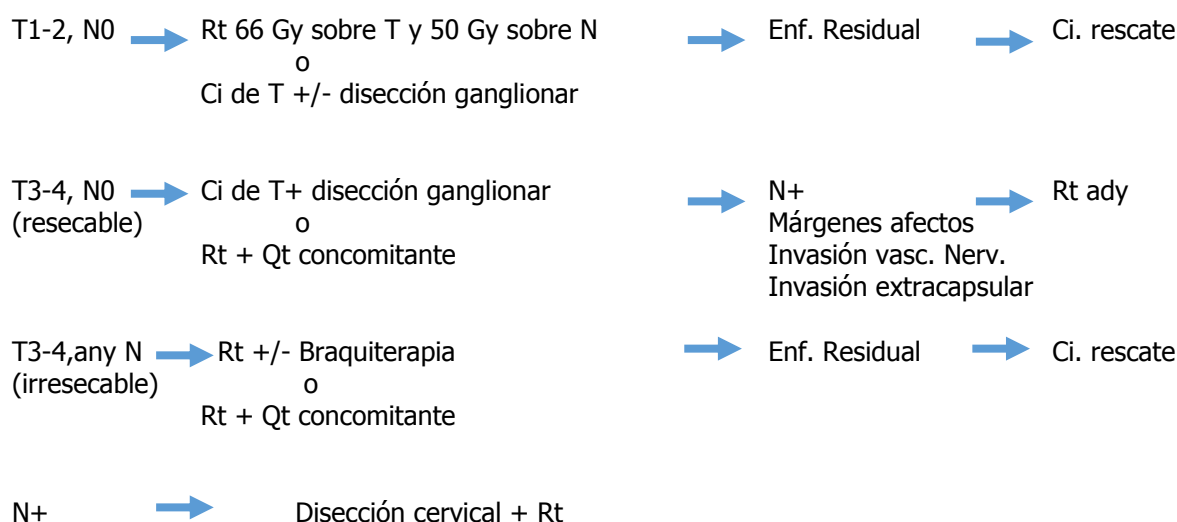 T1-2, N0 Rt 66 Gy sobre T y 50 Gy sobre N Enf. Residual Ci. rescate
o
Ci de T +/- disección ganglionar
T3-4, N0 Ci de T+ disección ganglionar N+ Rt ady
(resecable) o Márgenes afectos
Rt + Qt concomitante Invasión vasc. Nerv.
Invasión extracapsular
T3-4,any N Rt +/- Braquiterapia Enf. Residual Ci. rescate
(irresecable) o
Rt + Qt concomitante
N+ Disección cervical + Rt